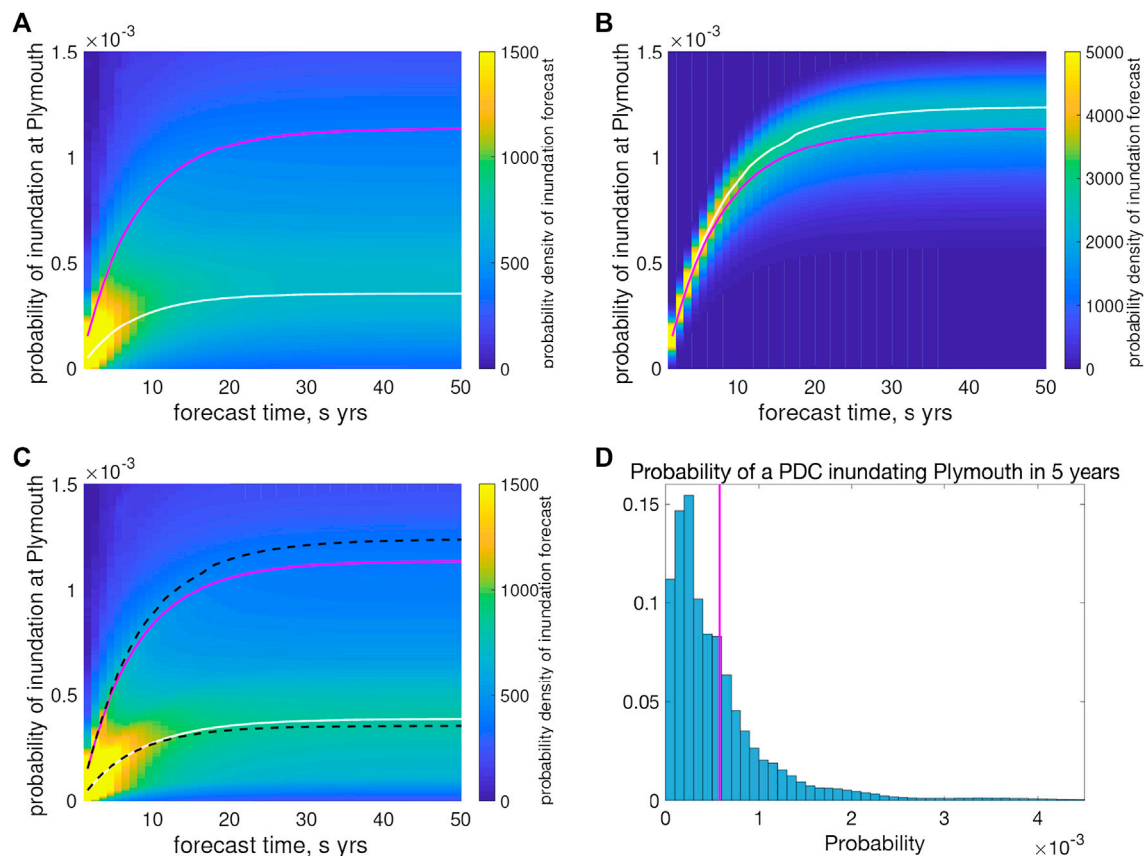 A
×10⁻³
1.5
1
0.5
0
10 20 30 40 50
probability of inundation at Plymouth
forecast time, s yrs
1500
1000
500
0
probability density of inundation forecast
B
×10⁻³
1.5
1
0.5
0
10 20 30 40 50
probability of inundation at Plymouth
forecast time, s yrs
5000
4000
3000
2000
1000
0
probability density of inundation forecast
C
×10⁻³
1.5
1
0.5
0
10 20 30 40 50
probability of inundation at Plymouth
forecast time, s yrs
1500
1000
500
0
probability density of inundation forecast
D
Probability of a PDC inundating Plymouth in 5 years
0.15
0.1
0.05
0
0 1 2 3 4
Probability
×10⁻³